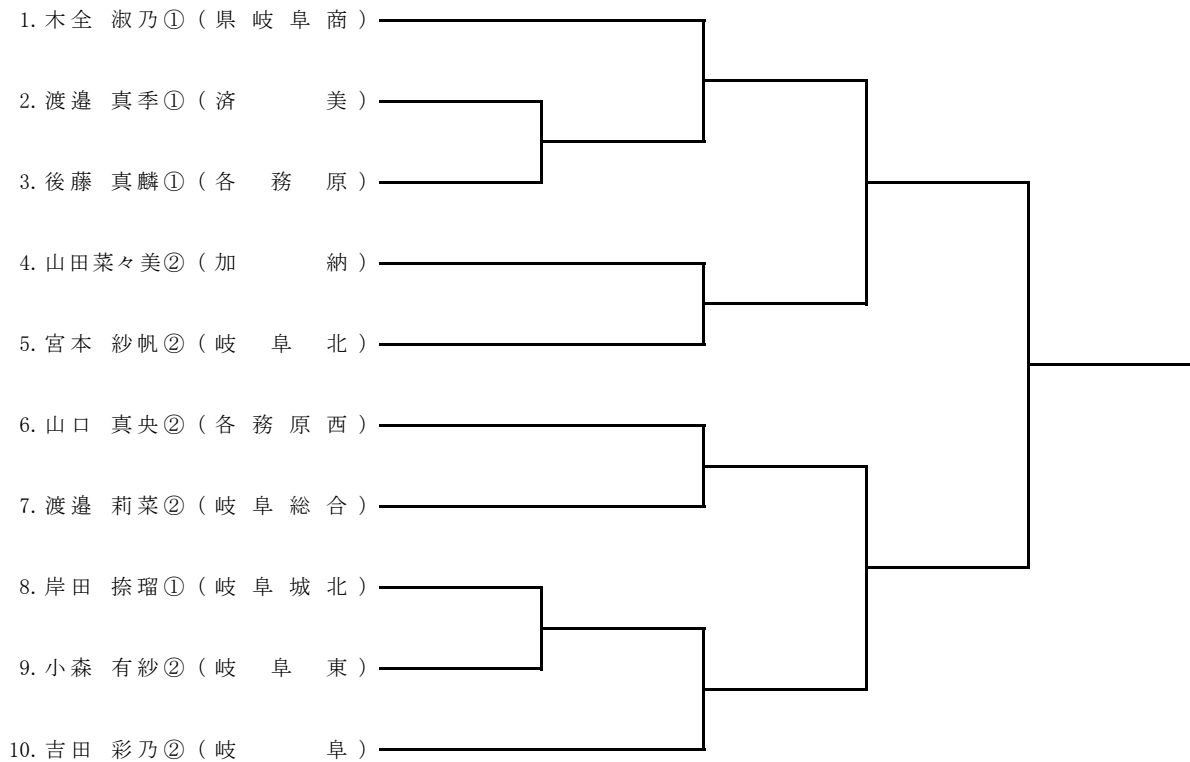 1. 木全 淑乃①（県岐阜商）
2. 渡邉 真季①（済美）
3. 後藤 真麟①（各務原）
4. 山田菜々美②（加納）
5. 宮本 紗帆②（岐阜北）
6. 山口 真央②（各務原西）
7. 渡邉 莉菜②（岐阜総合）
8. 岸田 捺瑠①（岐阜城北）
9. 小森 有紗②（岐阜東）
10. 吉田 彩乃②（岐阜）